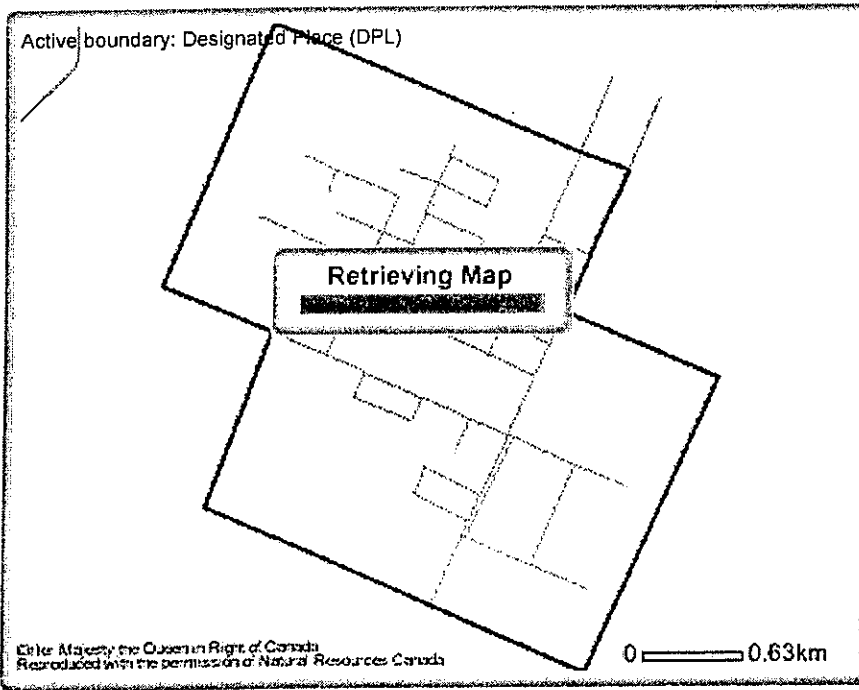 Active boundary: Designated Place (DPL)
Retrieving Map
© Her Majesty the Queen in Right of Canada
Reproduced with the permission of Natural Resources Canada
0 0.63km